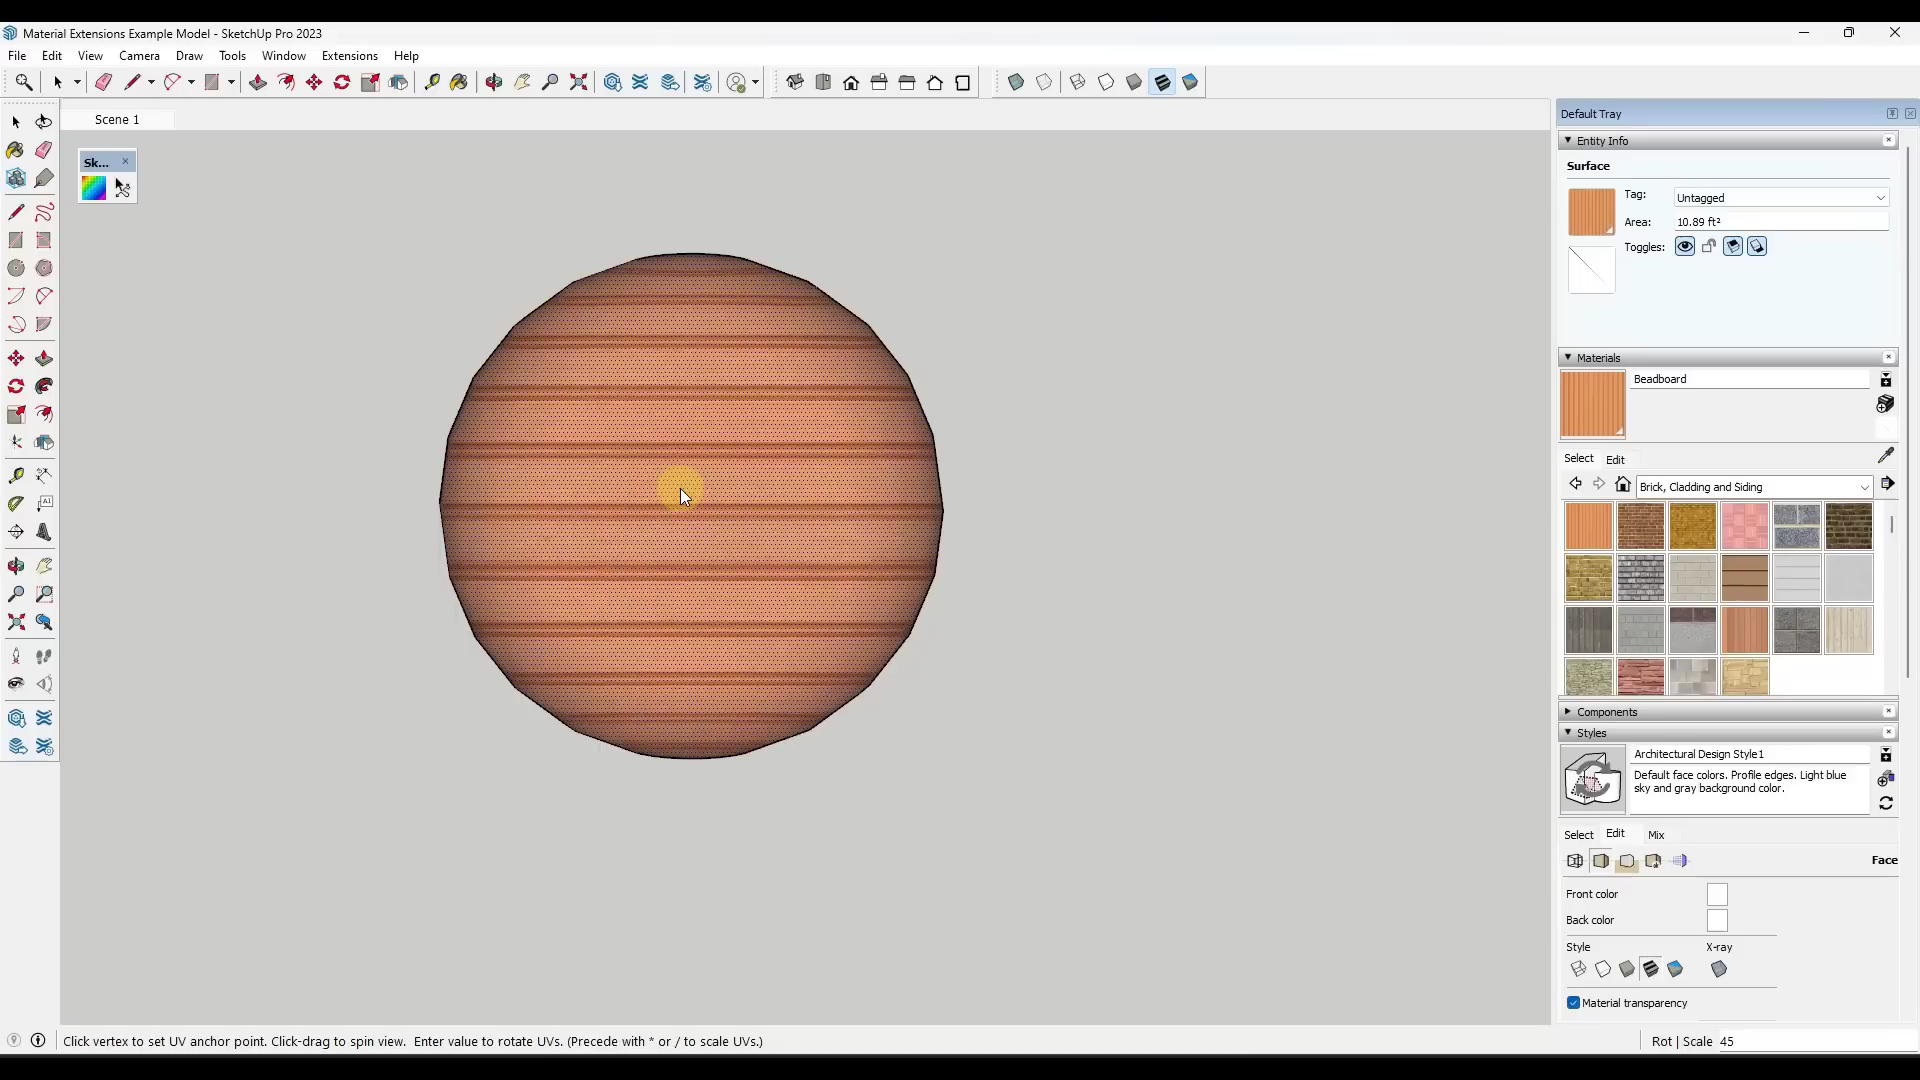 Material Extensions Example Model - SketchUp Pro 2023
File Edit View Camera Draw Tools Window Extensions Help
Scene 1
Sk...
Default Tray
Entity Info
Surface
Tag: Untagged
Area: 10.89 ft²
Toggles:
Materials
Beadboard
Select Edit
Brick, Cladding and Siding
Components
Styles
Architectural Design Style1
Default face colors. Profile edges. Light blue
sky and gray background color.
Select Edit Mix
Face
Front color
Back color
Style X-ray
Material transparency
Click vertex to set UV anchor point. Click-drag to spin view. Enter value to rotate UVs. (Precede with * or / to scale UVs.)
Rot | Scale 45